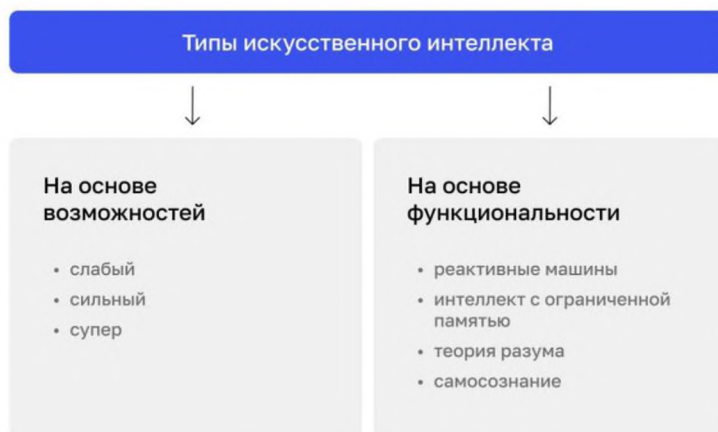 Типы искусственного интеллекта
На основе
возможностей
• слабый
• сильный
• супер
На основе
функциональности
• реактивные машины
• интеллект с ограниченной
памятью
• теория разума
• самосознание